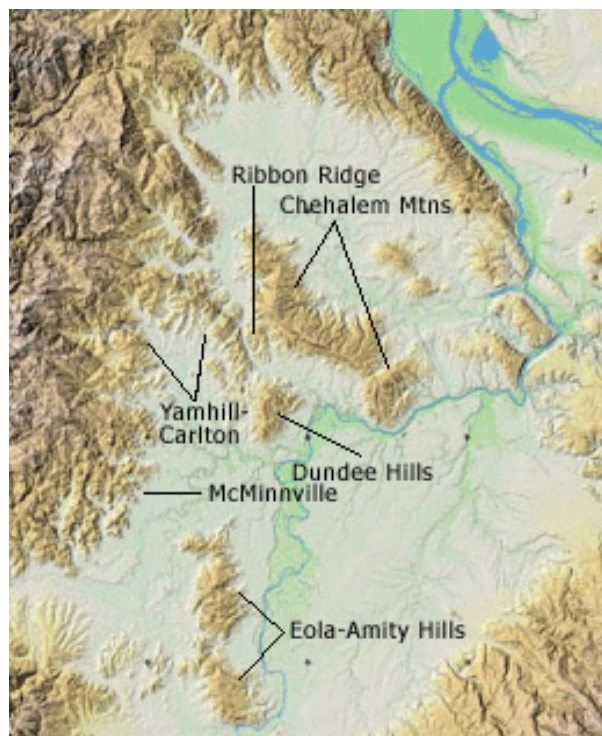 Ribbon Ridge
Chehalem Mtns
Yamhill-
Carlton
Dundee Hills
McMinnville
Eola-Amity Hills